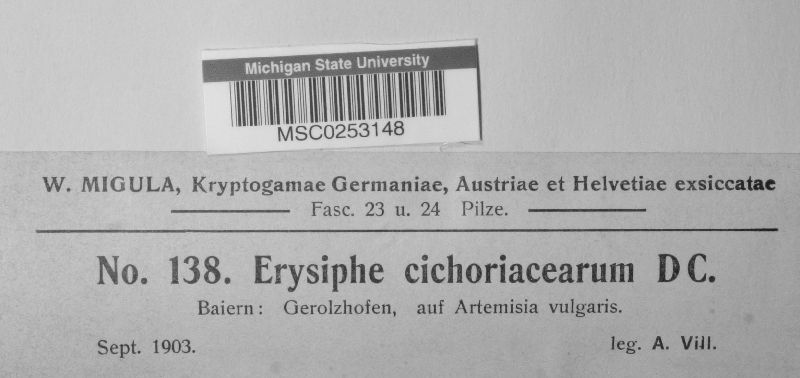 Michigan State University
MSC0253148
W. MIGULA, Kryptogamae Germaniae, Austriae et Helvetiae exsiccatae
Fasc. 23 u. 24 Pilze.
No. 138. Erysiphe cichoriacearum DC.
Baiern: Gerolzhofen, auf Artemisia vulgaris.
Sept. 1903.
leg. A. Vill.